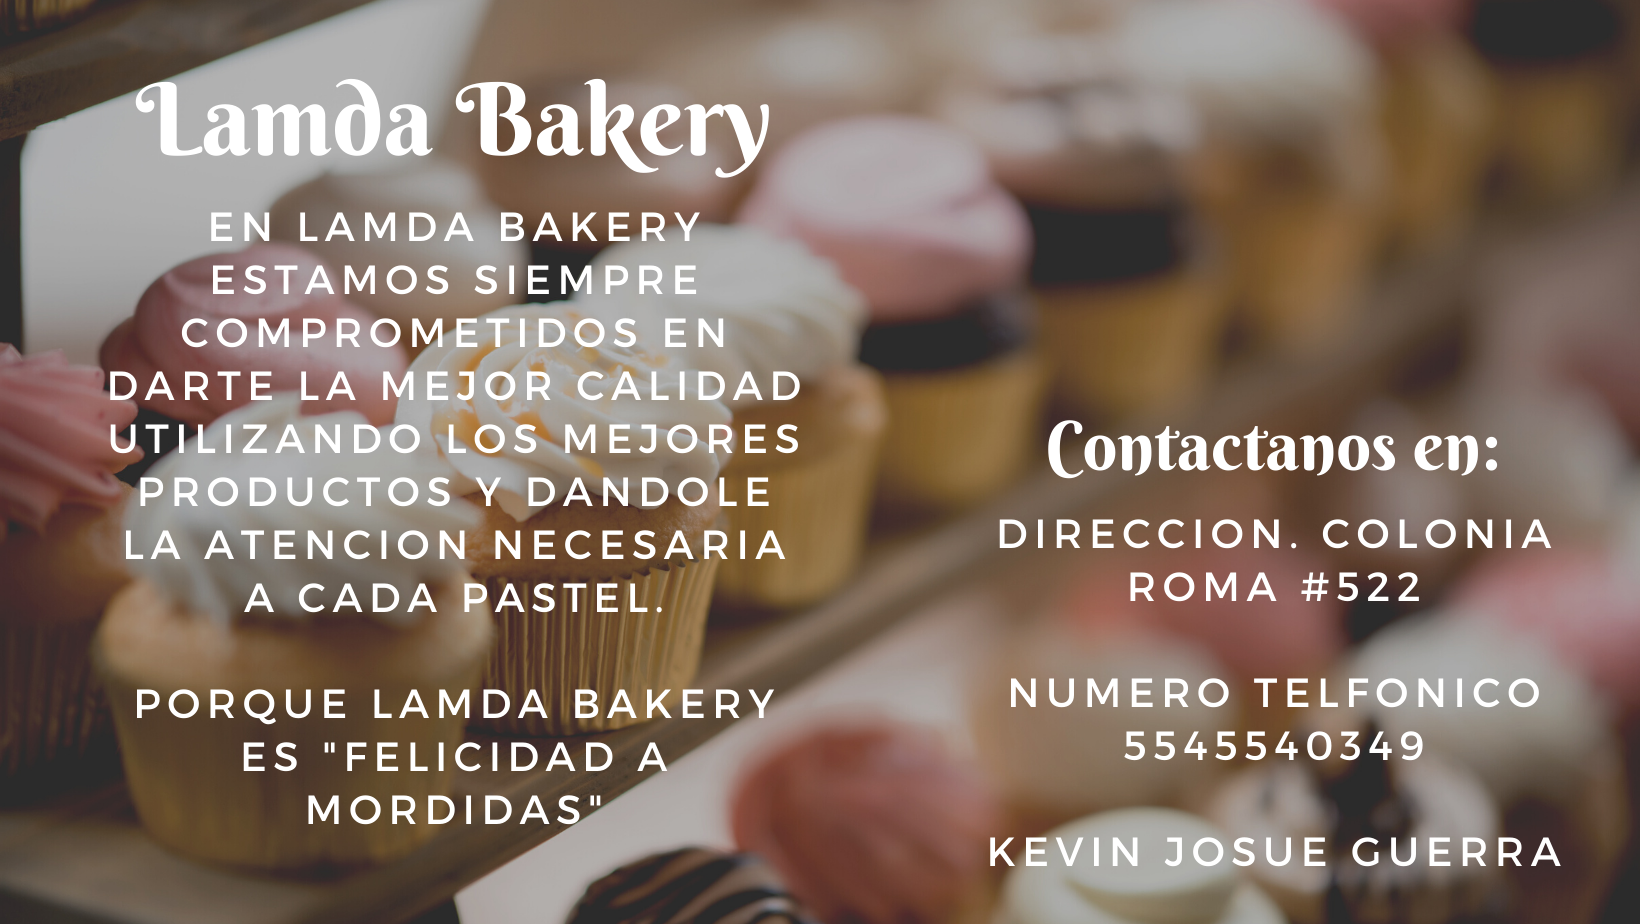 Lamda Bakery
EN LAMDA BAKERY
ESTAMOS SIEMPRE
COMPROMETIDOS EN
DARTE LA MEJOR CALIDAD
UTILIZANDO LOS MEJORES
PRODUCTOS Y DANDOLE
LA ATENCION NECESARIA
A CADA PASTEL.
PORQUE LAMDA BAKERY
ES "FELICIDAD A
MORDIDAS"
Contactanos en:
DIRECCION. COLONIA
ROMA #522
NUMERO TELFONICO
5545540349
KEVIN JOSUE GUERRA